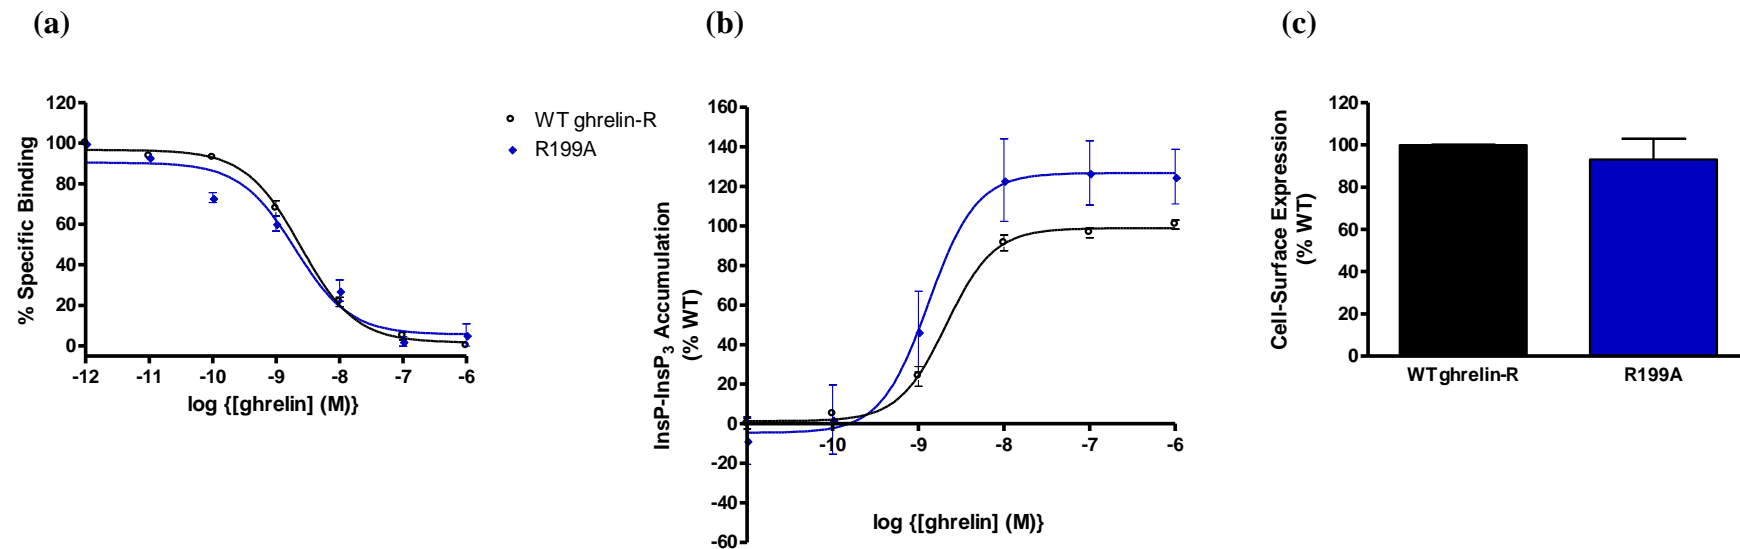 (a)
(b)
(c)
120
100
80
60
40
20
0
% Specific Binding
-12 -11 -10 -9 -8 -7 -6
log {[ghrelin] (M)}
WT ghrelin-R
R199A
160
140
120
100
80
60
40
20
0
-20
-40
-60
InsP-InsP₃ Accumulation
(% WT)
-10 -9 -8 -7 -6
log {[ghrelin] (M)}
120
100
80
60
40
20
0
Cell-Surface Expression
(% WT)
WT ghrelin-R R199A